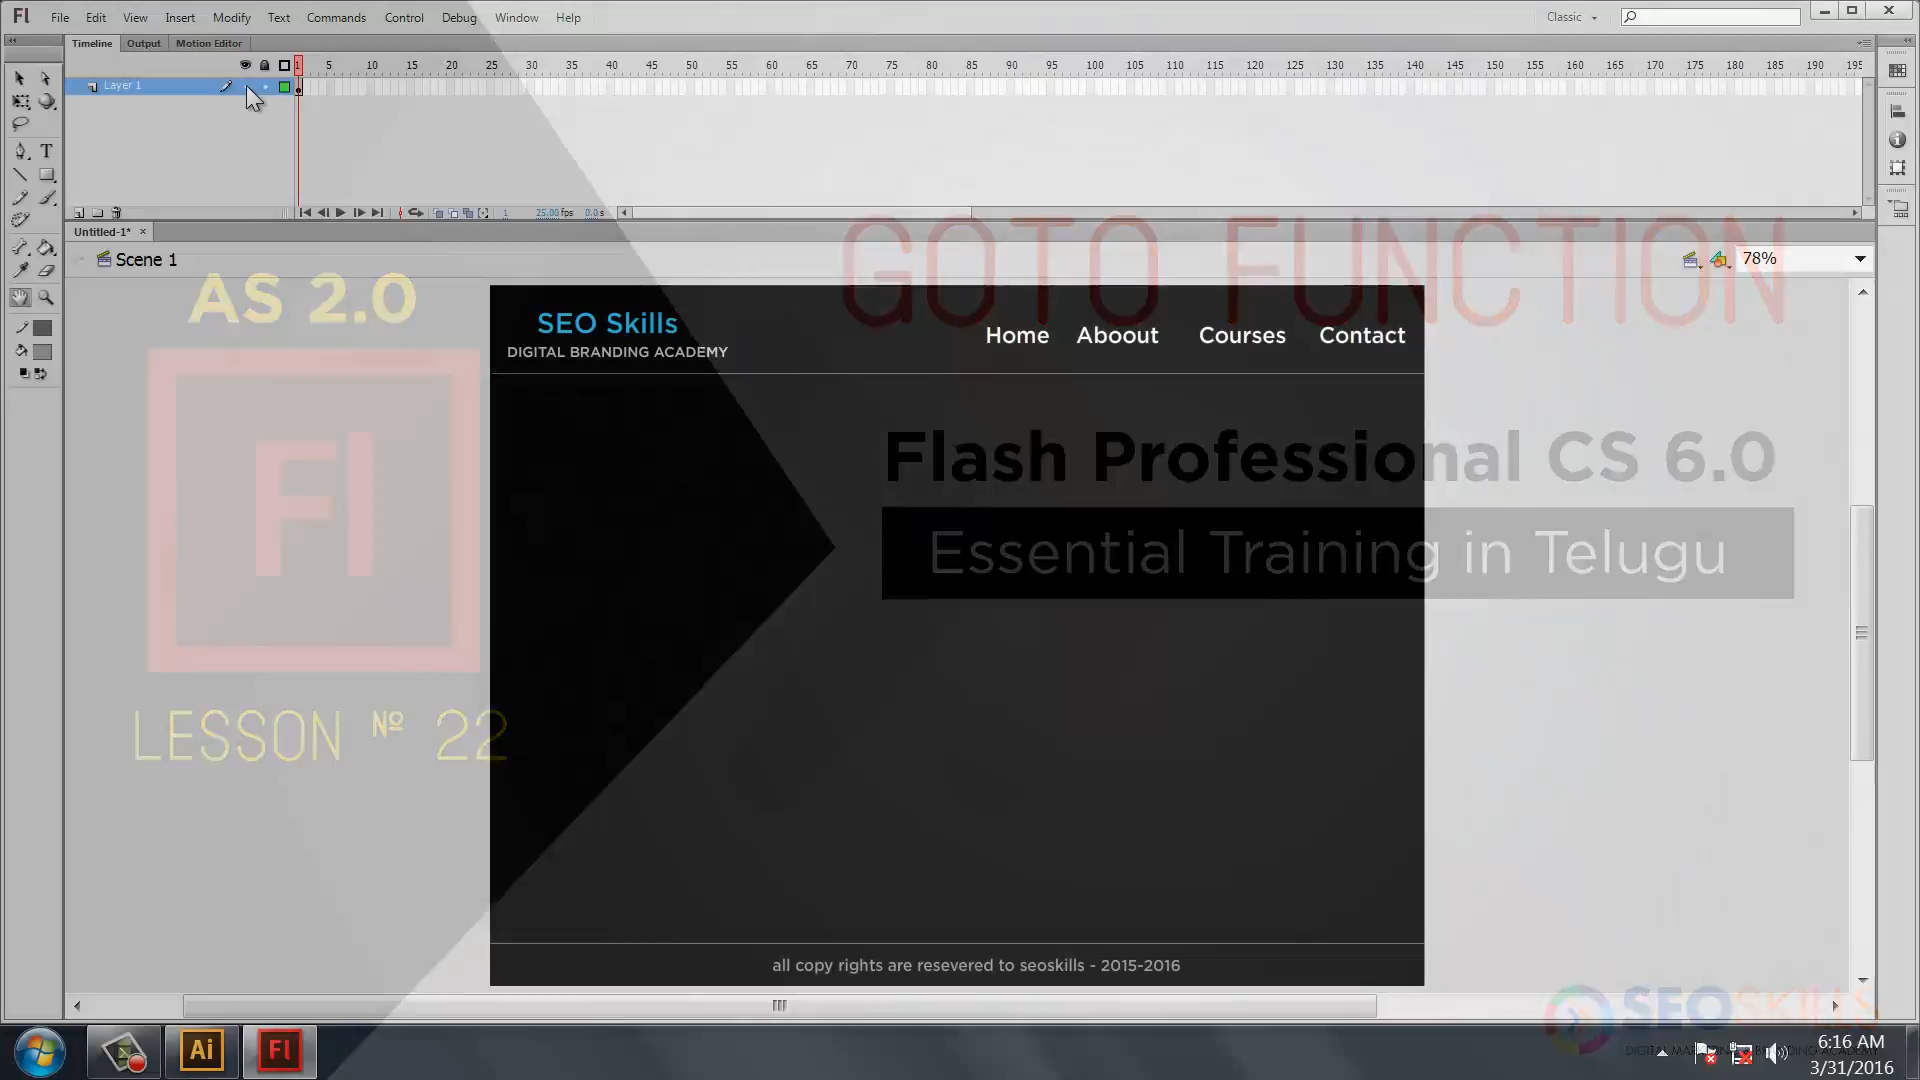 Fl File Edit View Insert Modify Text Commands Control Debug Window Help Classic
Timeline Output Motion Editor
1 5 10 15 20 25 30 35 40 45 50 55 60 65 70 75 80 85 90 95 100 105 110 115 120 125 130 135 140 145 150 155 160 165 170 175 180 185 190 195
Layer 1
1 25.00 fps 0.0 s
Untitled-1*
Scene 1 78%
GOTO FUNCTION
AS 2.0
SEO Skills
DIGITAL BRANDING ACADEMY
Home Aboout Courses Contact
Fl
Flash Professional CS 6.0
Essential Training in Telugu
LESSON № 22
all copy rights are resevered to seoskills - 2015-2016
SEOSKILLS
Ai Fl
6:16 AM
3/31/2016